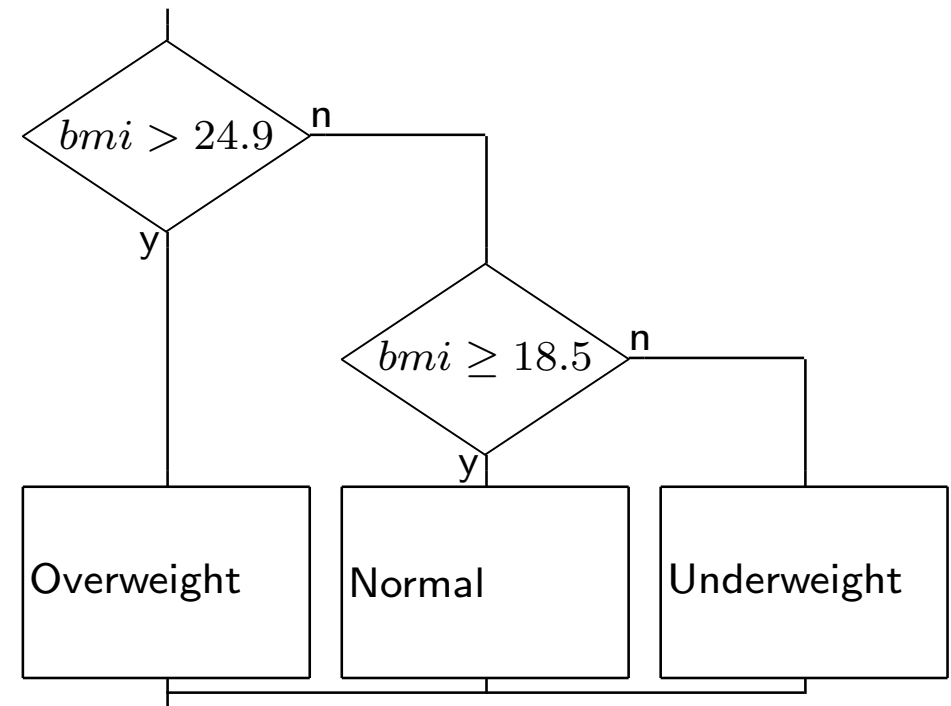 n
bmi > 24.9
y
n
bmi ≥ 18.5
y
Overweight
Normal
Underweight